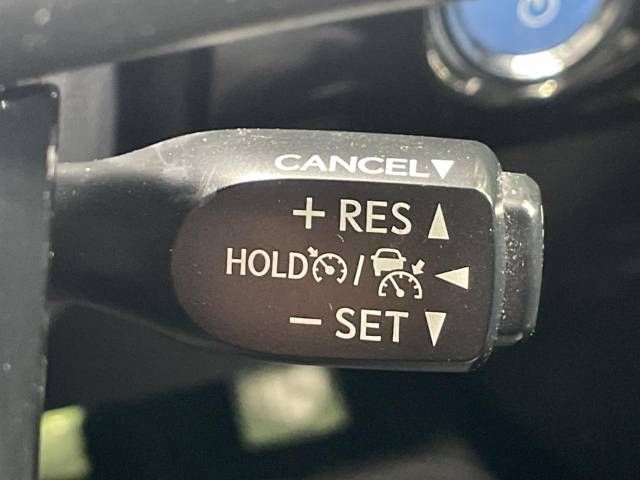 CANCEL▼
+ RES ▲
HOLD / ◀
− SET ▼